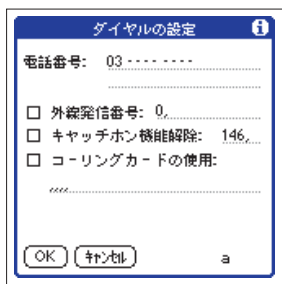 ダイヤルの設定 i
電話番号: 03 - - - - - - - -
外線発信番号: 0,
キャッチホン機能解除: 146,
コーリングカードの使用:
,,,,
OK キャンセル a